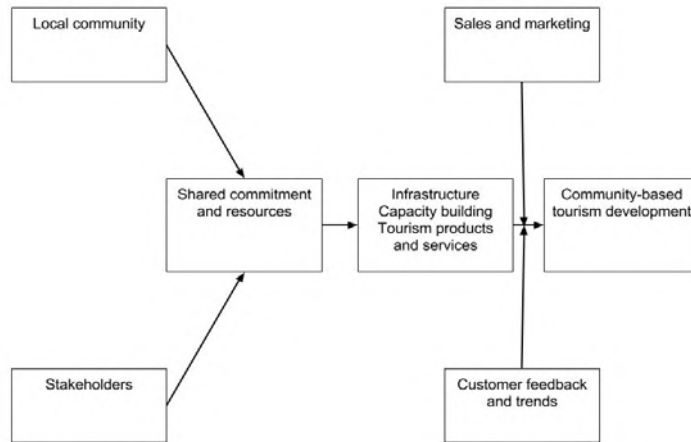 Local community
Sales and marketing
Shared commitment
and resources
Infrastructure
Capacity building
Tourism products
and services
Community-based
tourism development
Stakeholders
Customer feedback
and trends